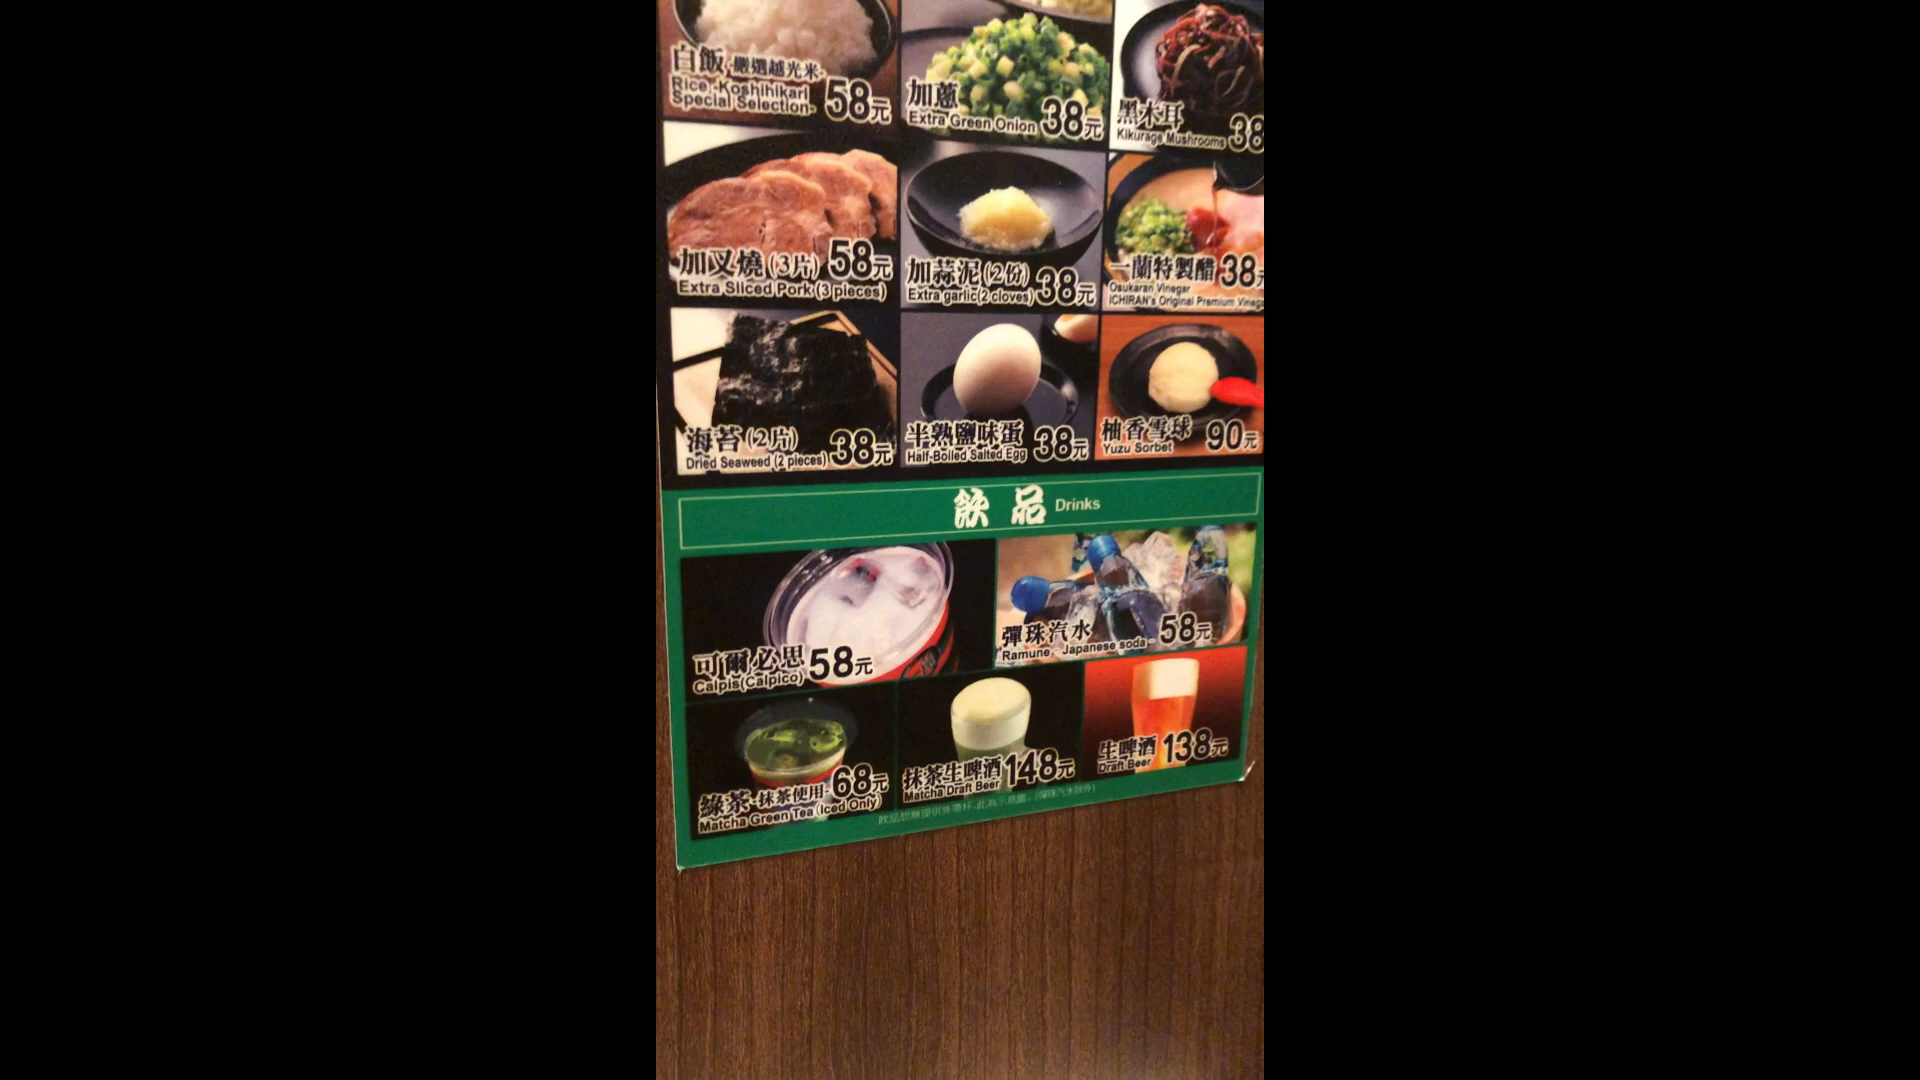 白飯 -嚴選越光米-
Rice -Koshihikari
Special Selection-
58元
加蔥
Extra Green Onion
38元
黑木耳
Kikurage Mushrooms
38
加叉燒(3片)
Extra Sliced Pork (3 pieces)
58元
加蒜泥(2份)
Extra garlic(2 cloves)
38元
一蘭特製醋
Osukaran Vinegar
ICHIRAN's Original Premium
38
海苔(2片)
Dried Seaweed (2 pieces)
38元
半熟鹽味蛋
Half-Boiled Salted Egg
38元
柚香雪球
Yuzu Sorbet
90元
飲品 Drinks
可爾必思
Calpis(Calpico)
58元
彈珠汽水
Ramune - Japanese soda -
58元
綠茶-抹茶使用-
Matcha Green Tea (Iced Only)
68元
抹茶生啤酒
Matcha Draft Beer
148元
生啤酒
Draft Beer
138元